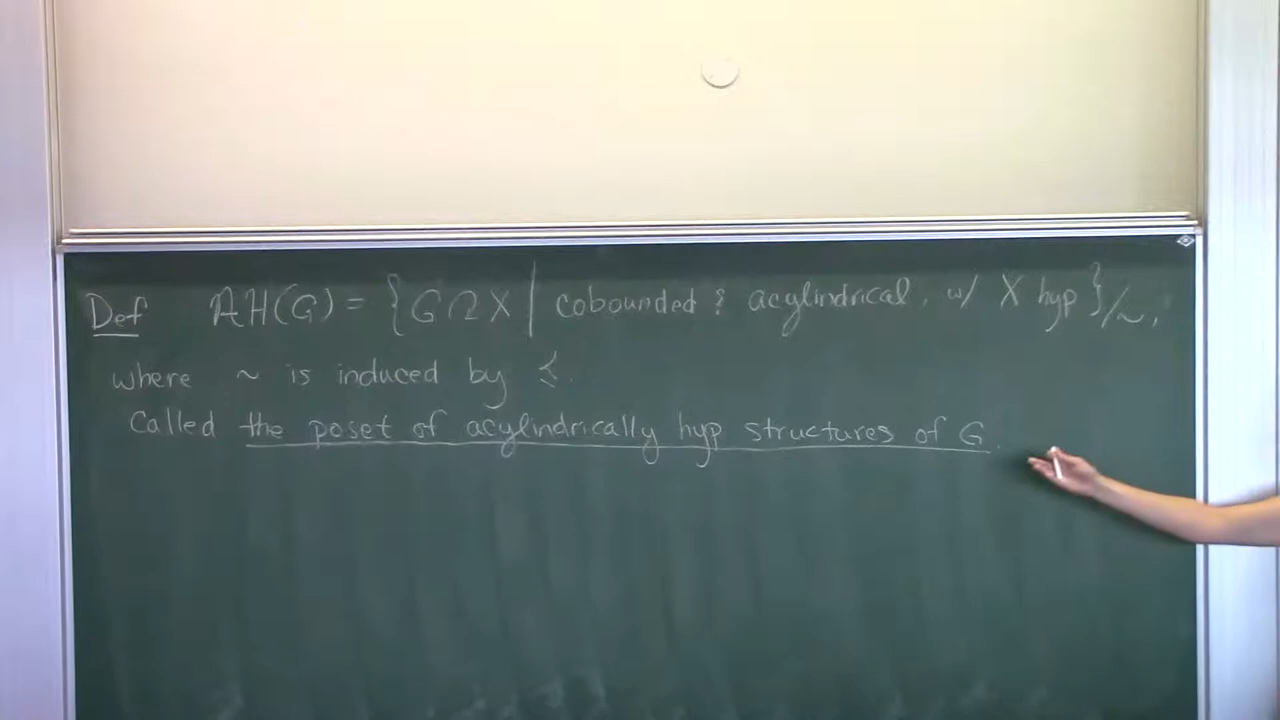 Def AH(G) = {G ↷ X | cobounded & acylindrical, w/ X hyp}/~,
where ~ is induced by ≼.
Called the poset of acylindrically hyp structures of G.